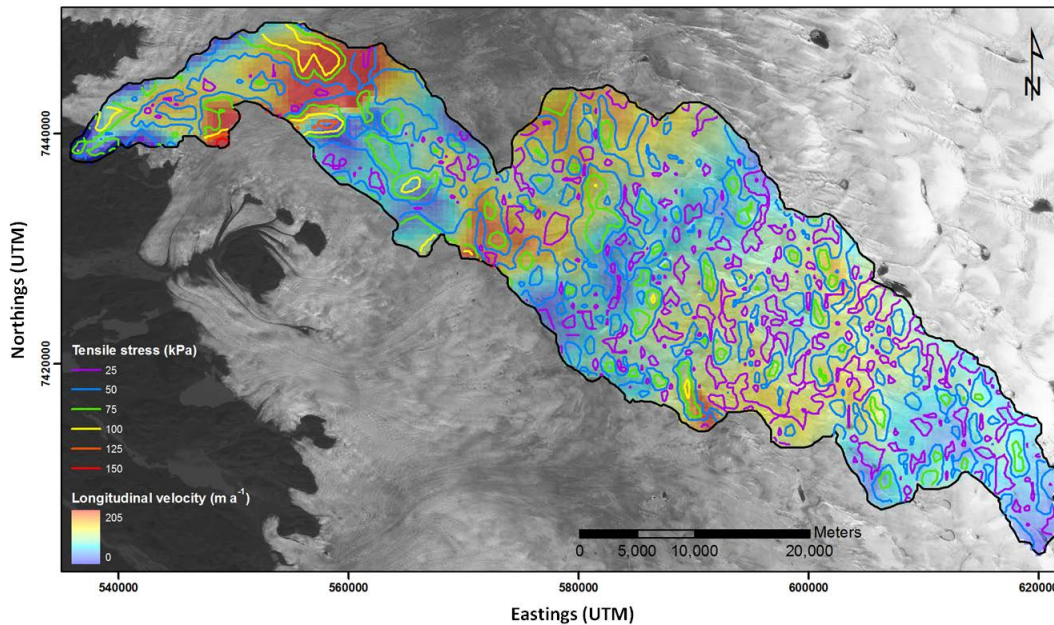 Northings (UTM)
7440000
7420000
N
Tensile stress (kPa)
25
50
75
100
125
150
Longitudinal velocity (m a⁻¹)
205
0
Meters
0 5,000 10,000 20,000
540000 560000 580000 600000 620000
Eastings (UTM)